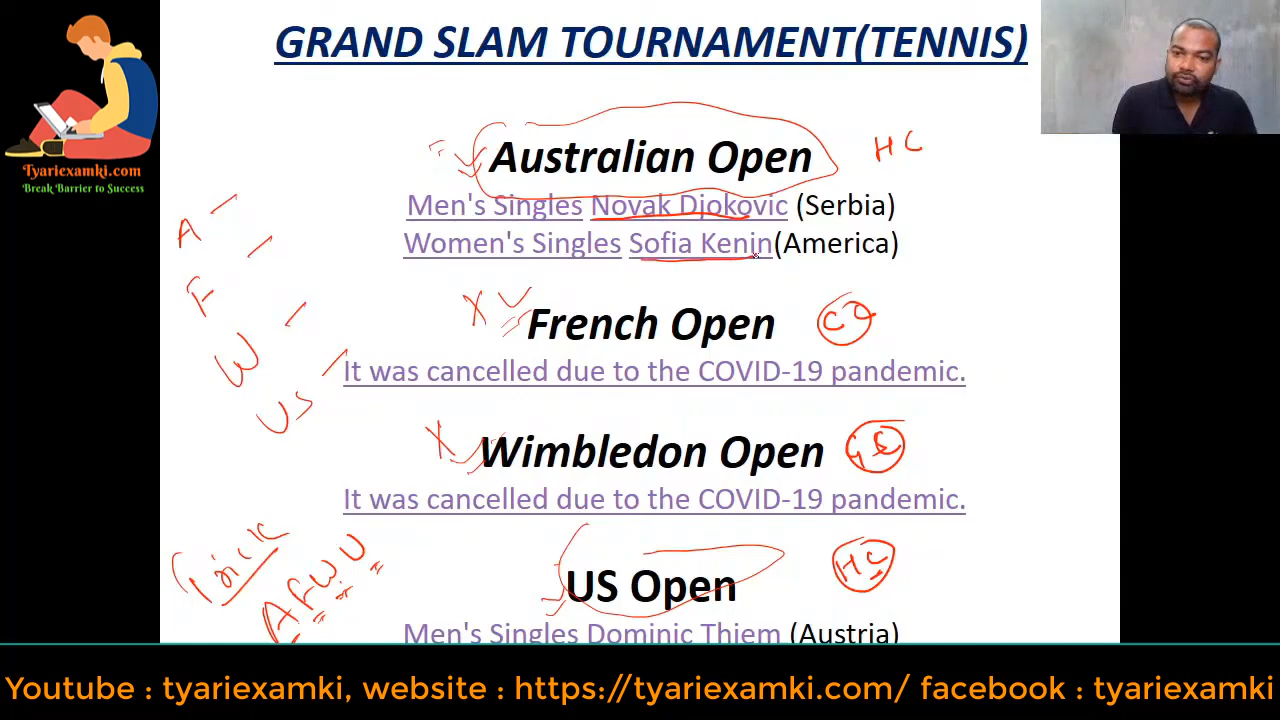 GRAND SLAM TOURNAMENT(TENNIS)
Tyariexamki.com
Break Barrier to Success
Australian Open
HC
Men's Singles Novak Djokovic (Serbia)
Women's Singles Sofia Kenin(America)
A
F
W
US
French Open
It was cancelled due to the COVID-19 pandemic.
Wimbledon Open
It was cancelled due to the COVID-19 pandemic.
Trick
AFWU
US Open
HC
Men's Singles Dominic Thiem (Austria)
Youtube : tyariexamki, website : https://tyariexamki.com/ facebook : tyariexamki